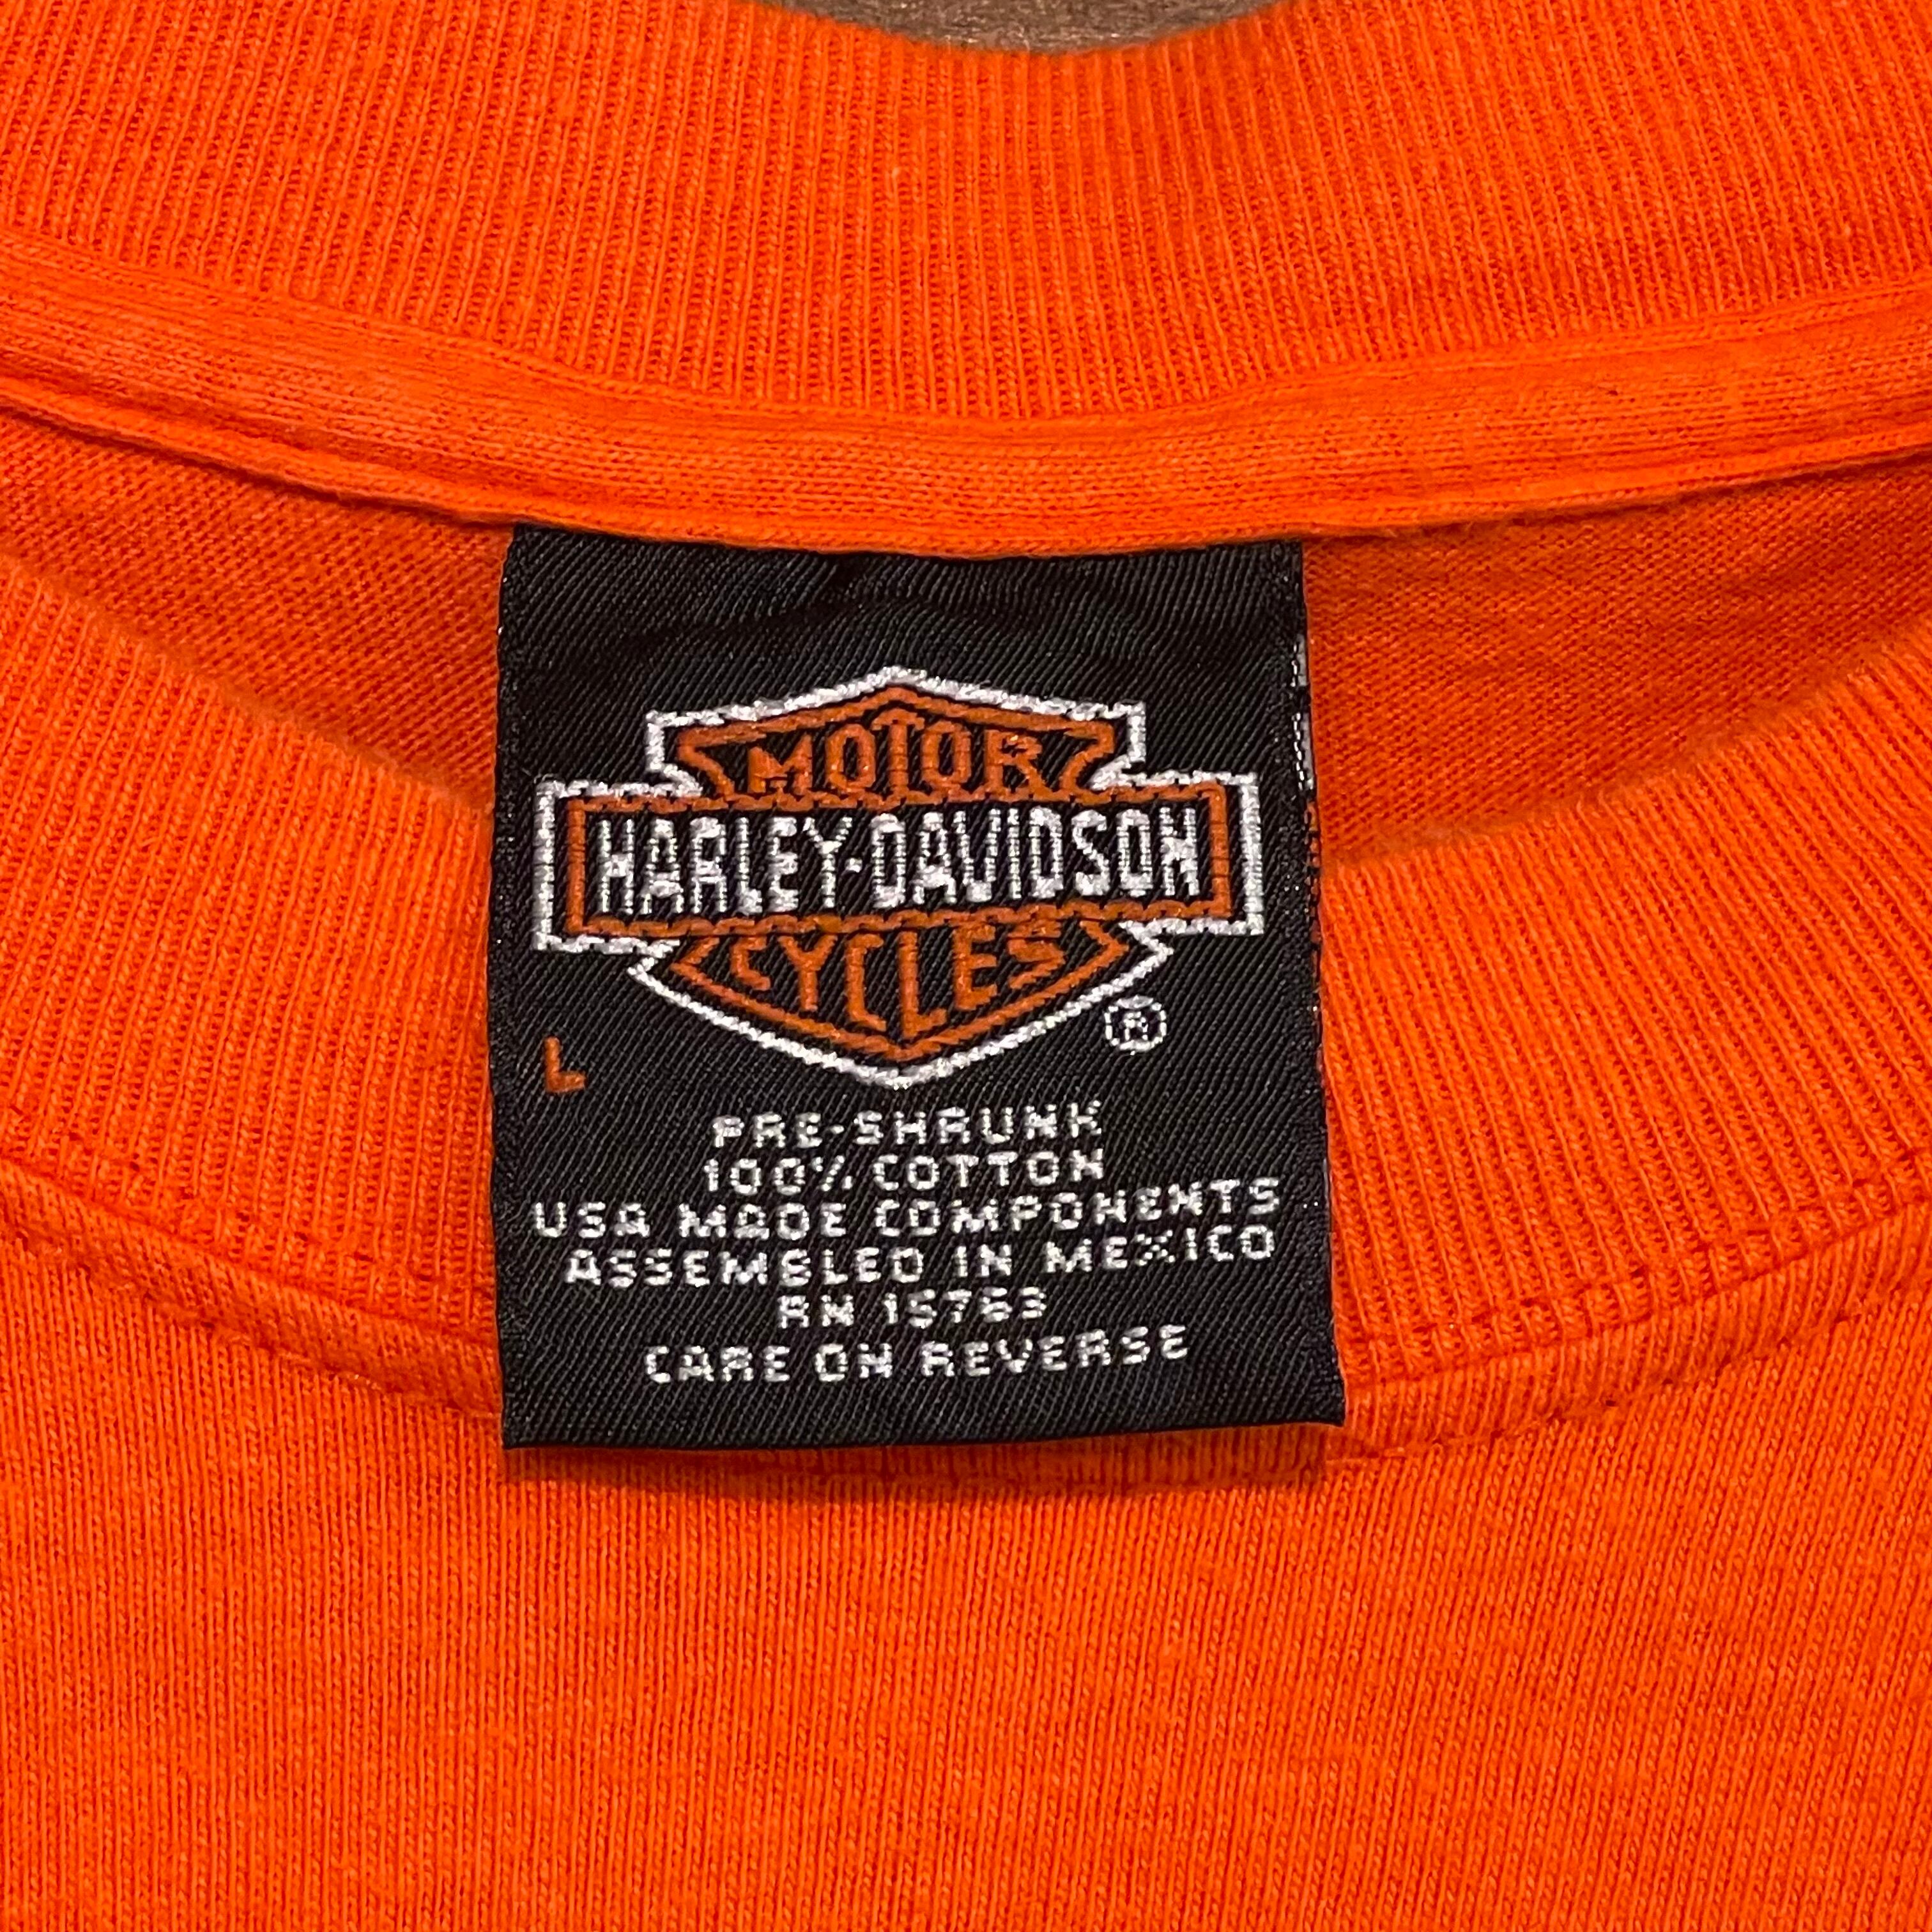 MOTOR
HARLEY-DAVIDSON
CYCLES
®
L
PRE-SHRUNK
100% COTTON
USA MADE COMPONENTS
ASSEMBLED IN MEXICO
RN 15763
CARE ON REVERSE